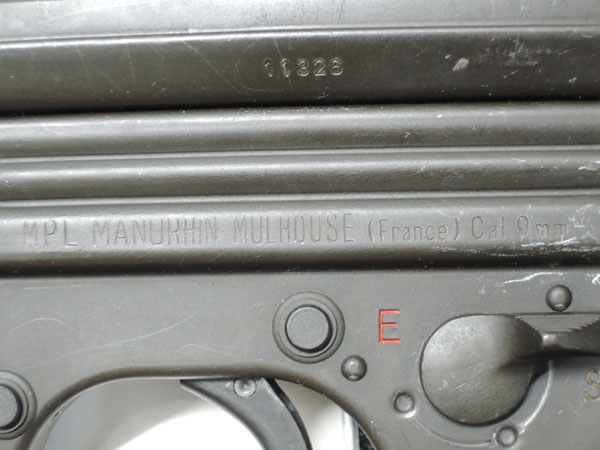 11326
MPL MANURHIN MULHOUSE (France) Cal 9mm
E
S